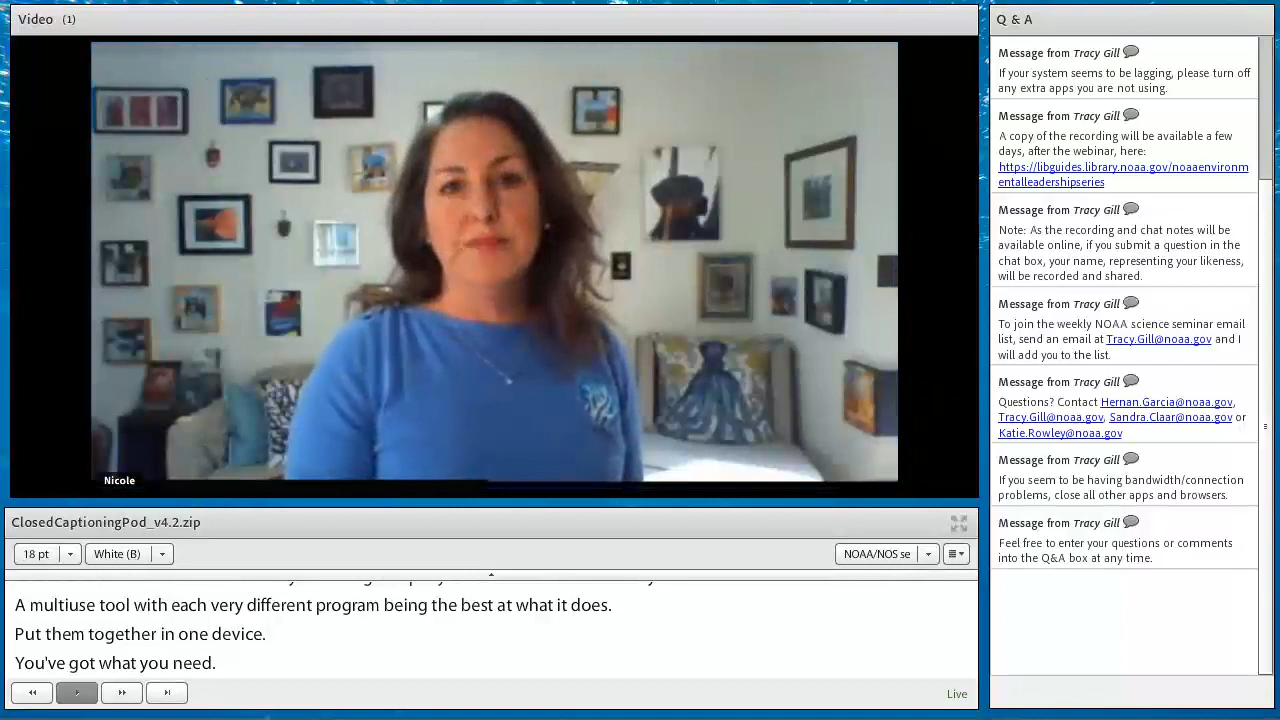 Video (1)
Nicole
ClosedCaptioningPod_v4.2.zip
18 pt
White (B)
NOAA/NOS se
A multiuse tool with each very different program being the best at what it does.
Put them together in one device.
You've got what you need.
Live
Q & A
Message from Tracy Gill
If your system seems to be lagging, please turn off
any extra apps you are not using.
Message from Tracy Gill
A copy of the recording will be available a few
days, after the webinar, here:
https://libguides.library.noaa.gov/noaaenvironm
entalleadershipseries
Message from Tracy Gill
Note: As the recording and chat notes will be
available online, if you submit a question in the
chat box, your name, representing your likeness,
will be recorded and shared.
Message from Tracy Gill
To join the weekly NOAA science seminar email
list, send an email at Tracy.Gill@noaa.gov and I
will add you to the list.
Message from Tracy Gill
Questions? Contact Hernan.Garcia@noaa.gov,
Tracy.Gill@noaa.gov, Sandra.Claar@noaa.gov or
Katie.Rowley@noaa.gov
Message from Tracy Gill
If you seem to be having bandwidth/connection
problems, close all other apps and browsers.
Message from Tracy Gill
Feel free to enter your questions or comments
into the Q&A box at any time.